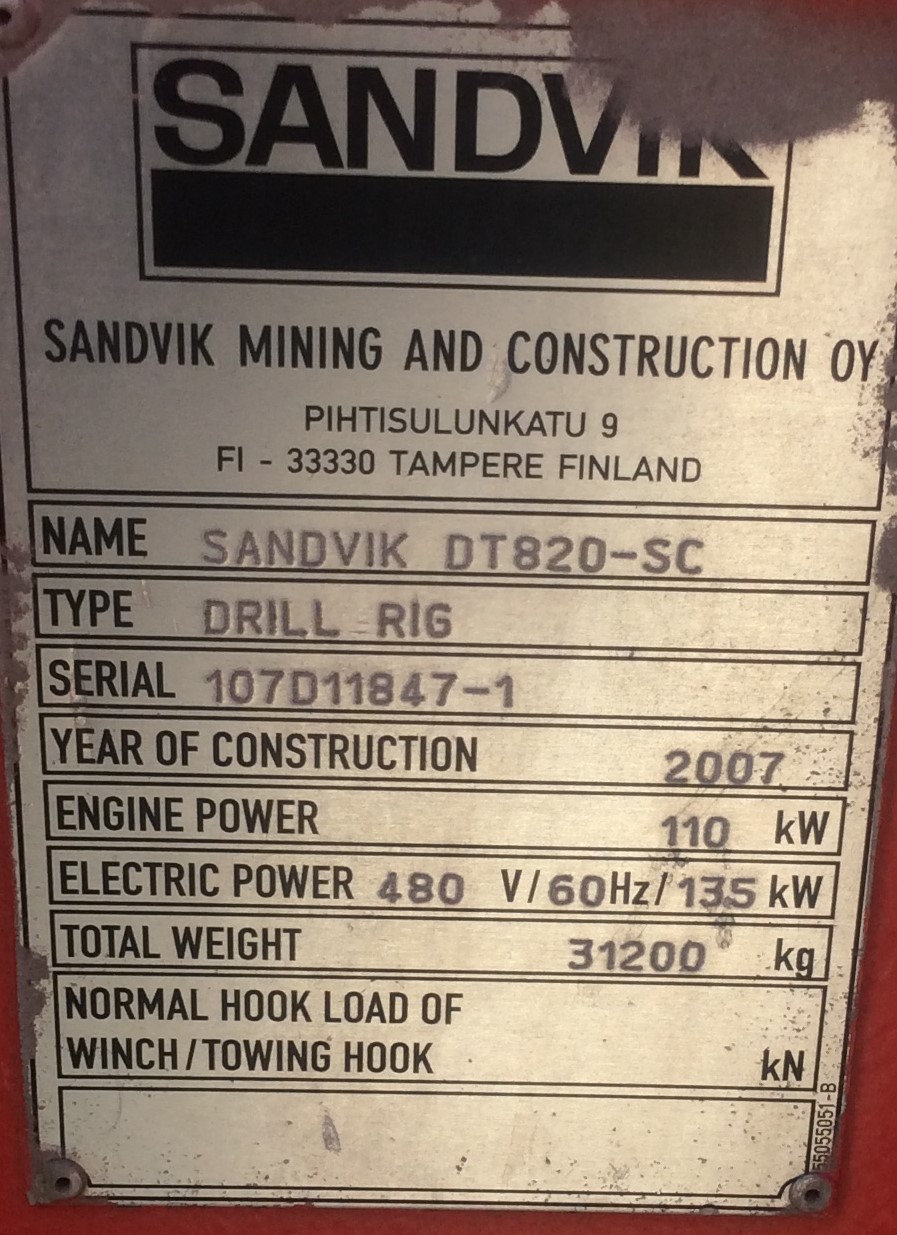 SANDVIK
SANDVIK MINING AND CONSTRUCTION OY
PIHTISULUNKATU 9
FI - 33330 TAMPERE FINLAND
NAME SANDVIK DT820-SC
TYPE DRILL RIG
SERIAL 107D11847-1
YEAR OF CONSTRUCTION 2007
ENGINE POWER 110 kW
ELECTRIC POWER 480 V/60Hz/135 kW
TOTAL WEIGHT 31200 kg
NORMAL HOOK LOAD OF
WINCH/TOWING HOOK kN
55055051-B